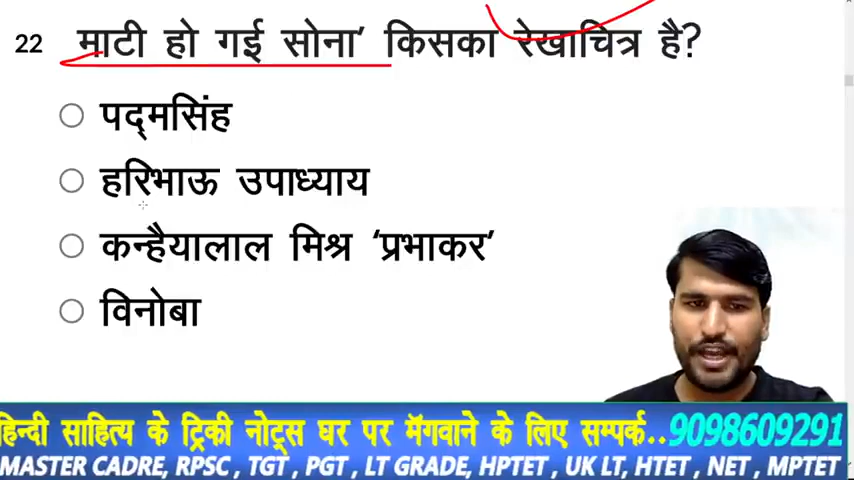 22 माटी हो गई सोना' किसका रेखाचित्र है?
पद्मसिंह
हरिभाऊ उपाध्याय
कन्हैयालाल मिश्र 'प्रभाकर'
विनोबा
हिन्दी साहित्य के ट्रिकी नोट्स घर पर मॅगवाने के लिए सम्पर्क..9098609291
MASTER CADRE, RPSC , TGT , PGT , LT GRADE, HPTET , UK LT, HTET , NET , MPTET